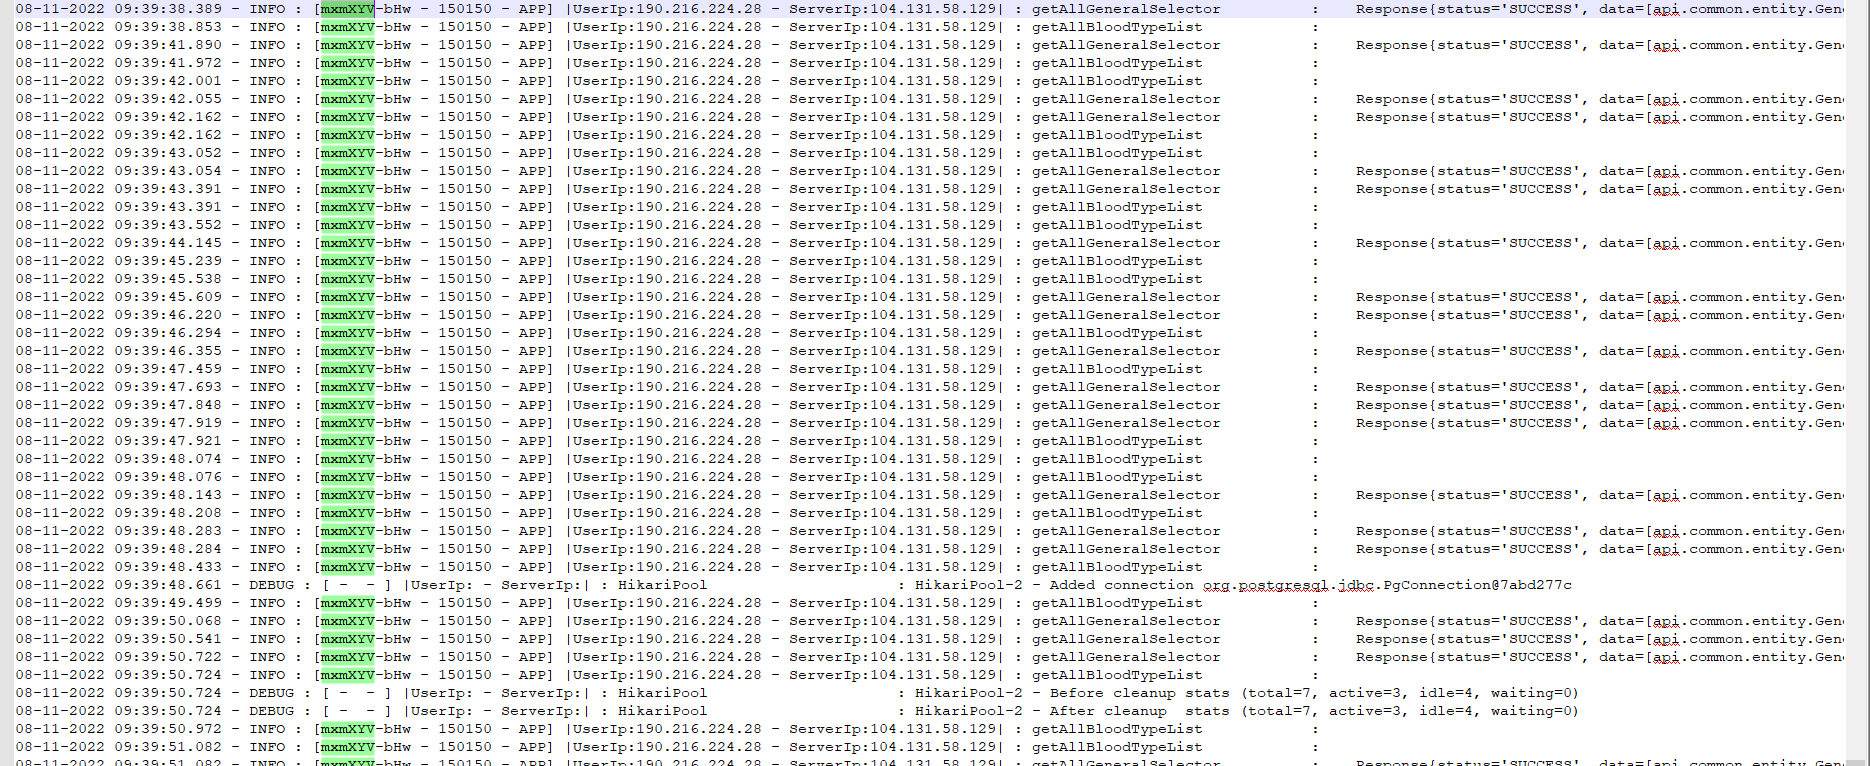 08-11-2022 09:39:38.389 - INFO : [mxmXYV-bHw - 150150 - APP] |UserIp:190.216.224.28 - ServerIp:104.131.58.129| : getAllGeneralSelector : Response{status='SUCCESS', data=[api.common.entity.Gene
08-11-2022 09:39:38.853 - INFO : [mxmXYV-bHw - 150150 - APP] |UserIp:190.216.224.28 - ServerIp:104.131.58.129| : getAllBloodTypeList :
08-11-2022 09:39:41.890 - INFO : [mxmXYV-bHw - 150150 - APP] |UserIp:190.216.224.28 - ServerIp:104.131.58.129| : getAllGeneralSelector : Response{status='SUCCESS', data=[api.common.entity.Gene
08-11-2022 09:39:41.972 - INFO : [mxmXYV-bHw - 150150 - APP] |UserIp:190.216.224.28 - ServerIp:104.131.58.129| : getAllBloodTypeList :
08-11-2022 09:39:42.001 - INFO : [mxmXYV-bHw - 150150 - APP] |UserIp:190.216.224.28 - ServerIp:104.131.58.129| : getAllBloodTypeList :
08-11-2022 09:39:42.055 - INFO : [mxmXYV-bHw - 150150 - APP] |UserIp:190.216.224.28 - ServerIp:104.131.58.129| : getAllGeneralSelector : Response{status='SUCCESS', data=[api.common.entity.Gene
08-11-2022 09:39:42.162 - INFO : [mxmXYV-bHw - 150150 - APP] |UserIp:190.216.224.28 - ServerIp:104.131.58.129| : getAllGeneralSelector : Response{status='SUCCESS', data=[api.common.entity.Gene
08-11-2022 09:39:42.162 - INFO : [mxmXYV-bHw - 150150 - APP] |UserIp:190.216.224.28 - ServerIp:104.131.58.129| : getAllBloodTypeList :
08-11-2022 09:39:43.052 - INFO : [mxmXYV-bHw - 150150 - APP] |UserIp:190.216.224.28 - ServerIp:104.131.58.129| : getAllBloodTypeList :
08-11-2022 09:39:43.054 - INFO : [mxmXYV-bHw - 150150 - APP] |UserIp:190.216.224.28 - ServerIp:104.131.58.129| : getAllGeneralSelector : Response{status='SUCCESS', data=[api.common.entity.Gene
08-11-2022 09:39:43.391 - INFO : [mxmXYV-bHw - 150150 - APP] |UserIp:190.216.224.28 - ServerIp:104.131.58.129| : getAllGeneralSelector : Response{status='SUCCESS', data=[api.common.entity.Gene
08-11-2022 09:39:43.391 - INFO : [mxmXYV-bHw - 150150 - APP] |UserIp:190.216.224.28 - ServerIp:104.131.58.129| : getAllBloodTypeList :
08-11-2022 09:39:43.552 - INFO : [mxmXYV-bHw - 150150 - APP] |UserIp:190.216.224.28 - ServerIp:104.131.58.129| : getAllBloodTypeList :
08-11-2022 09:39:44.145 - INFO : [mxmXYV-bHw - 150150 - APP] |UserIp:190.216.224.28 - ServerIp:104.131.58.129| : getAllGeneralSelector : Response{status='SUCCESS', data=[api.common.entity.Gene
08-11-2022 09:39:45.239 - INFO : [mxmXYV-bHw - 150150 - APP] |UserIp:190.216.224.28 - ServerIp:104.131.58.129| : getAllBloodTypeList :
08-11-2022 09:39:45.538 - INFO : [mxmXYV-bHw - 150150 - APP] |UserIp:190.216.224.28 - ServerIp:104.131.58.129| : getAllBloodTypeList :
08-11-2022 09:39:45.609 - INFO : [mxmXYV-bHw - 150150 - APP] |UserIp:190.216.224.28 - ServerIp:104.131.58.129| : getAllGeneralSelector : Response{status='SUCCESS', data=[api.common.entity.Gene
08-11-2022 09:39:46.220 - INFO : [mxmXYV-bHw - 150150 - APP] |UserIp:190.216.224.28 - ServerIp:104.131.58.129| : getAllGeneralSelector : Response{status='SUCCESS', data=[api.common.entity.Gene
08-11-2022 09:39:46.294 - INFO : [mxmXYV-bHw - 150150 - APP] |UserIp:190.216.224.28 - ServerIp:104.131.58.129| : getAllBloodTypeList :
08-11-2022 09:39:46.355 - INFO : [mxmXYV-bHw - 150150 - APP] |UserIp:190.216.224.28 - ServerIp:104.131.58.129| : getAllGeneralSelector : Response{status='SUCCESS', data=[api.common.entity.Gene
08-11-2022 09:39:47.459 - INFO : [mxmXYV-bHw - 150150 - APP] |UserIp:190.216.224.28 - ServerIp:104.131.58.129| : getAllBloodTypeList :
08-11-2022 09:39:47.693 - INFO : [mxmXYV-bHw - 150150 - APP] |UserIp:190.216.224.28 - ServerIp:104.131.58.129| : getAllGeneralSelector : Response{status='SUCCESS', data=[api.common.entity.Gene
08-11-2022 09:39:47.848 - INFO : [mxmXYV-bHw - 150150 - APP] |UserIp:190.216.224.28 - ServerIp:104.131.58.129| : getAllGeneralSelector : Response{status='SUCCESS', data=[api.common.entity.Gene
08-11-2022 09:39:47.919 - INFO : [mxmXYV-bHw - 150150 - APP] |UserIp:190.216.224.28 - ServerIp:104.131.58.129| : getAllGeneralSelector : Response{status='SUCCESS', data=[api.common.entity.Gene
08-11-2022 09:39:47.921 - INFO : [mxmXYV-bHw - 150150 - APP] |UserIp:190.216.224.28 - ServerIp:104.131.58.129| : getAllBloodTypeList :
08-11-2022 09:39:48.074 - INFO : [mxmXYV-bHw - 150150 - APP] |UserIp:190.216.224.28 - ServerIp:104.131.58.129| : getAllBloodTypeList :
08-11-2022 09:39:48.076 - INFO : [mxmXYV-bHw - 150150 - APP] |UserIp:190.216.224.28 - ServerIp:104.131.58.129| : getAllBloodTypeList :
08-11-2022 09:39:48.143 - INFO : [mxmXYV-bHw - 150150 - APP] |UserIp:190.216.224.28 - ServerIp:104.131.58.129| : getAllGeneralSelector : Response{status='SUCCESS', data=[api.common.entity.Gene
08-11-2022 09:39:48.208 - INFO : [mxmXYV-bHw - 150150 - APP] |UserIp:190.216.224.28 - ServerIp:104.131.58.129| : getAllBloodTypeList :
08-11-2022 09:39:48.283 - INFO : [mxmXYV-bHw - 150150 - APP] |UserIp:190.216.224.28 - ServerIp:104.131.58.129| : getAllGeneralSelector : Response{status='SUCCESS', data=[api.common.entity.Gene
08-11-2022 09:39:48.284 - INFO : [mxmXYV-bHw - 150150 - APP] |UserIp:190.216.224.28 - ServerIp:104.131.58.129| : getAllGeneralSelector : Response{status='SUCCESS', data=[api.common.entity.Gene
08-11-2022 09:39:48.433 - INFO : [mxmXYV-bHw - 150150 - APP] |UserIp:190.216.224.28 - ServerIp:104.131.58.129| : getAllBloodTypeList :
08-11-2022 09:39:48.661 - DEBUG : [ - - ] |UserIp: - ServerIp:| : HikariPool : HikariPool-2 - Added connection org.postgresql.jdbc.PgConnection@7abd277c
08-11-2022 09:39:49.499 - INFO : [mxmXYV-bHw - 150150 - APP] |UserIp:190.216.224.28 - ServerIp:104.131.58.129| : getAllBloodTypeList :
08-11-2022 09:39:50.068 - INFO : [mxmXYV-bHw - 150150 - APP] |UserIp:190.216.224.28 - ServerIp:104.131.58.129| : getAllGeneralSelector : Response{status='SUCCESS', data=[api.common.entity.Gene
08-11-2022 09:39:50.541 - INFO : [mxmXYV-bHw - 150150 - APP] |UserIp:190.216.224.28 - ServerIp:104.131.58.129| : getAllGeneralSelector : Response{status='SUCCESS', data=[api.common.entity.Gene
08-11-2022 09:39:50.722 - INFO : [mxmXYV-bHw - 150150 - APP] |UserIp:190.216.224.28 - ServerIp:104.131.58.129| : getAllGeneralSelector : Response{status='SUCCESS', data=[api.common.entity.Gene
08-11-2022 09:39:50.724 - INFO : [mxmXYV-bHw - 150150 - APP] |UserIp:190.216.224.28 - ServerIp:104.131.58.129| : getAllBloodTypeList :
08-11-2022 09:39:50.724 - DEBUG : [ - - ] |UserIp: - ServerIp:| : HikariPool : HikariPool-2 - Before cleanup stats (total=7, active=3, idle=4, waiting=0)
08-11-2022 09:39:50.724 - DEBUG : [ - - ] |UserIp: - ServerIp:| : HikariPool : HikariPool-2 - After cleanup stats (total=7, active=3, idle=4, waiting=0)
08-11-2022 09:39:50.972 - INFO : [mxmXYV-bHw - 150150 - APP] |UserIp:190.216.224.28 - ServerIp:104.131.58.129| : getAllBloodTypeList :
08-11-2022 09:39:51.082 - INFO : [mxmXYV-bHw - 150150 - APP] |UserIp:190.216.224.28 - ServerIp:104.131.58.129| : getAllBloodTypeList :
08-11-2022 09:39:51.082 - INFO : [mxmXYV-bHw - 150150 - APP] |UserIp:190.216.224.28 - ServerIp:104.131.58.129| : getAllGeneralSelector : Response{status='SUCCESS', data=[api.common.entity.Gene